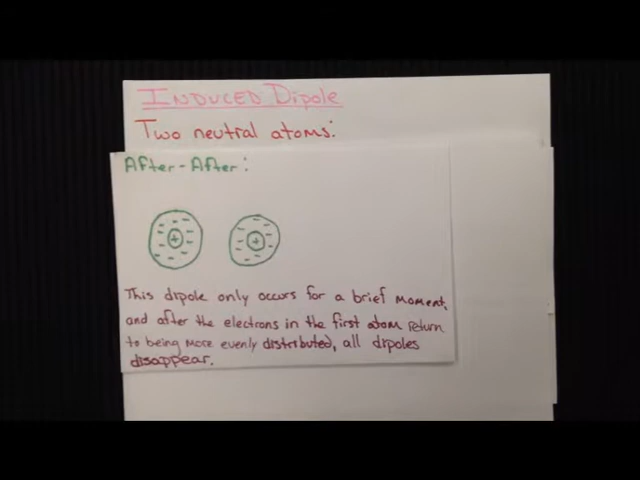 INDUCED Dipole
Two neutral atoms:
After-After:
This dipole only occurs for a brief moment,
and after the electrons in the first atom return
to being more evenly distributed, all dipoles
disappear.